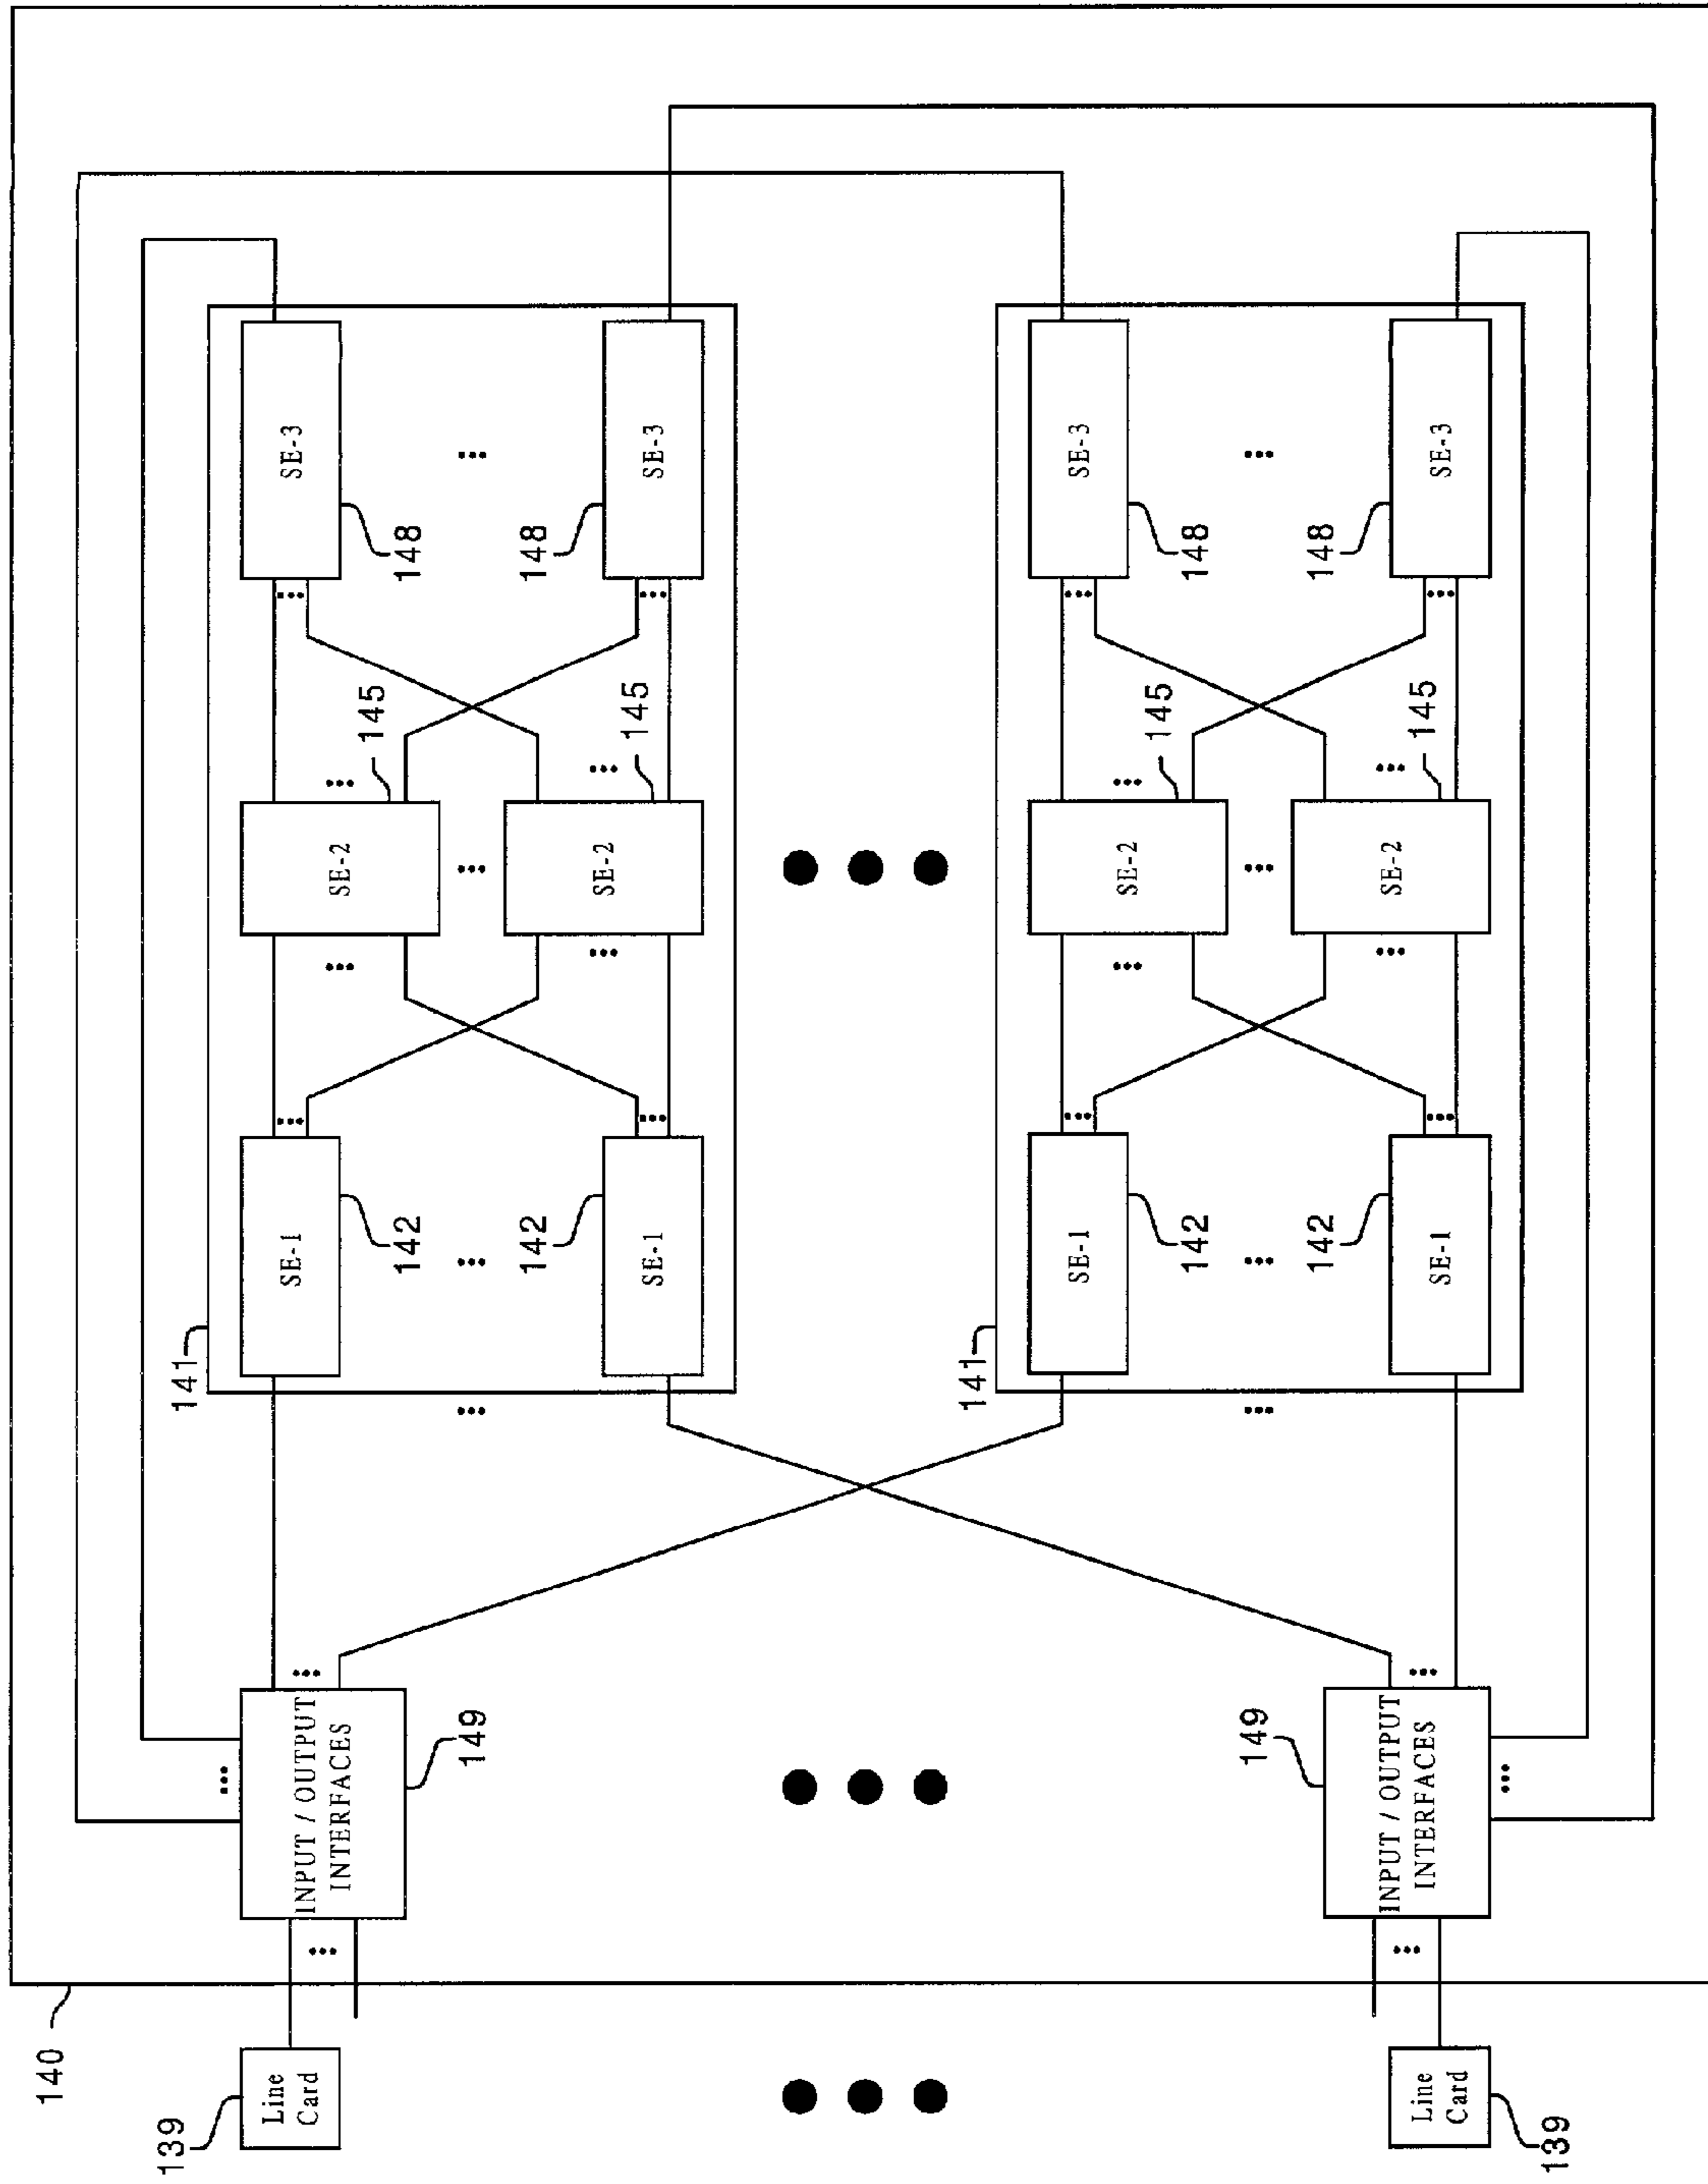 140
139
Line
Card
INPUT / OUTPUT
INTERFACES
149
141
SE-1
142
142
SE-1
SE-2
145
SE-2
145
SE-3
148
148
SE-3
141
SE-1
142
142
SE-1
SE-2
145
SE-2
145
SE-3
148
148
SE-3
149
INPUT / OUTPUT
INTERFACES
Line
Card
139